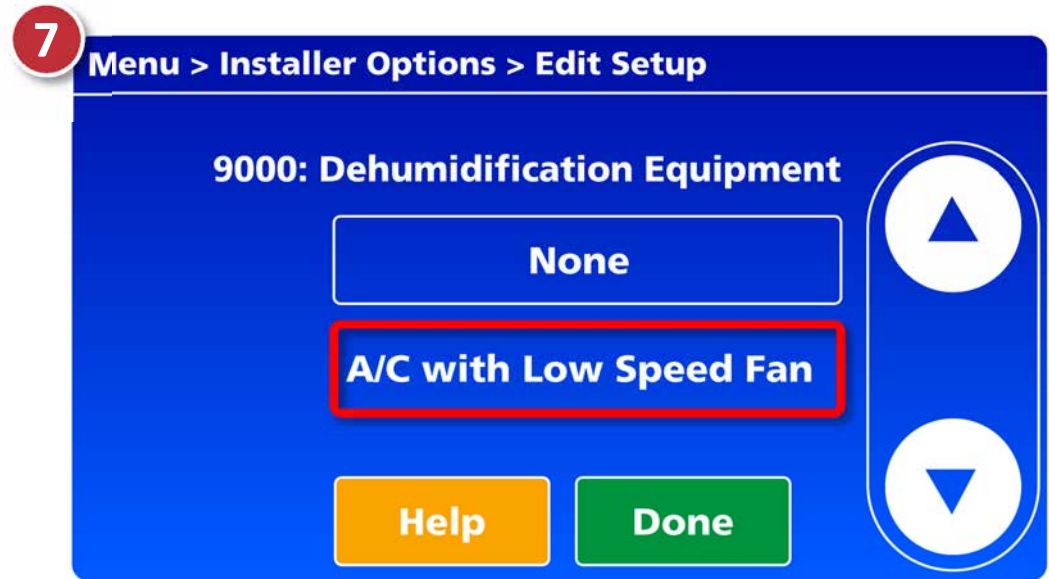 7
Menu > Installer Options > Edit Setup
9000: Dehumidification Equipment
None
A/C with Low Speed Fan
Help
Done